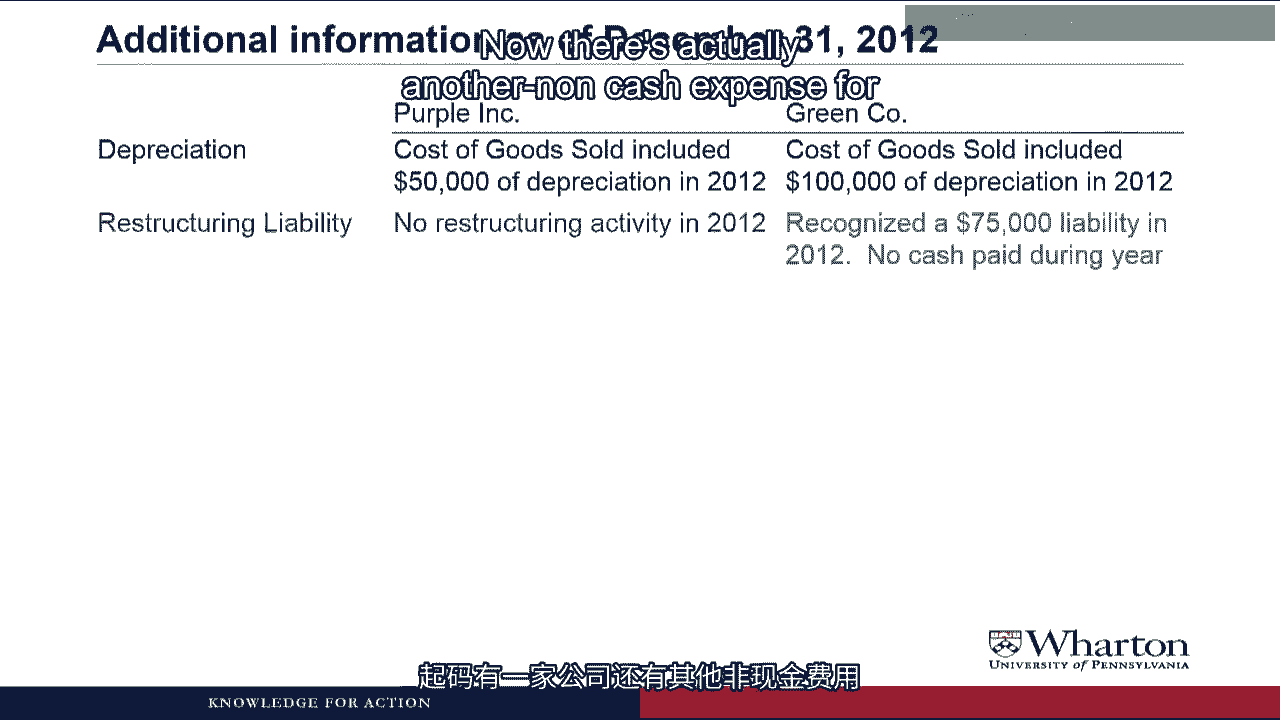 Additional information as of December 31, 2012
Now there's actually
another-non cash expense for
Purple Inc. Green Co.
Depreciation Cost of Goods Sold included Cost of Goods Sold included
$50,000 of depreciation in 2012 $100,000 of depreciation in 2012
Restructuring Liability No restructuring activity in 2012 Recognized a $75,000 liability in
2012. No cash paid during year
Wharton
UNIVERSITY of PENNSYLVANIA
起码有一家公司还有其他非现金费用
KNOWLEDGE FOR ACTION